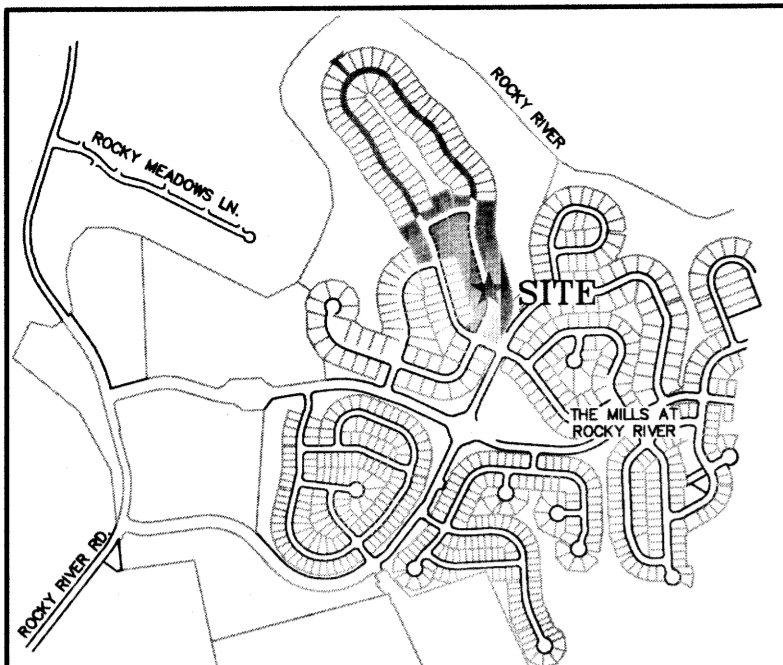 ROCKY RIVER
ROCKY MEADOWS LN.
SITE
THE MILLS AT
ROCKY RIVER
ROCKY RIVER RD.